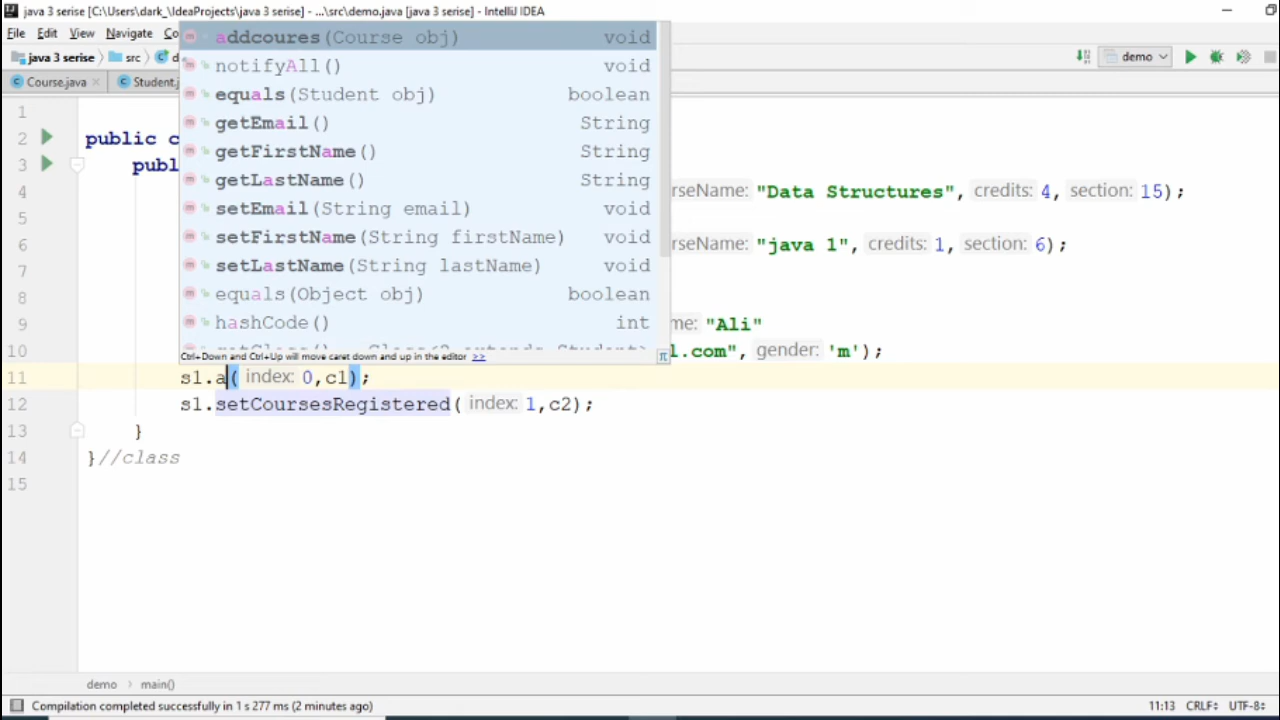 java 3 serise [C:\Users\dark_\IdeaProjects\java 3 serise] - ...\src\demo.java [java 3 serise] - IntelliJ IDEA
File Edit View Navigate Co
java 3 serise src d demo
Course.java Student.j
addcoures(Course obj) void
notifyAll() void
equals(Student obj) boolean
getEmail() String
getFirstName() String
getLastName() String
setEmail(String email) void
setFirstName(String firstName) void
setLastName(String lastName) void
equals(Object obj) boolean
hashCode() int
Ctrl+Down and Ctrl+Up will move caret down and up in the editor >> π
1
2 public c
3 publ
4 rseName: "Data Structures", credits: 4, section: 15);
5
6 rseName: "java 1", credits: 1, section: 6);
7
8
9 me: "Ali"
10 l.com", gender: 'm');
11 s1.a( index: 0,c1);
12 s1.setCoursesRegistered( index: 1,c2);
13 }
14 }//class
15
demo main()
Compilation completed successfully in 1 s 277 ms (2 minutes ago) 11:13 CRLF UTF-8